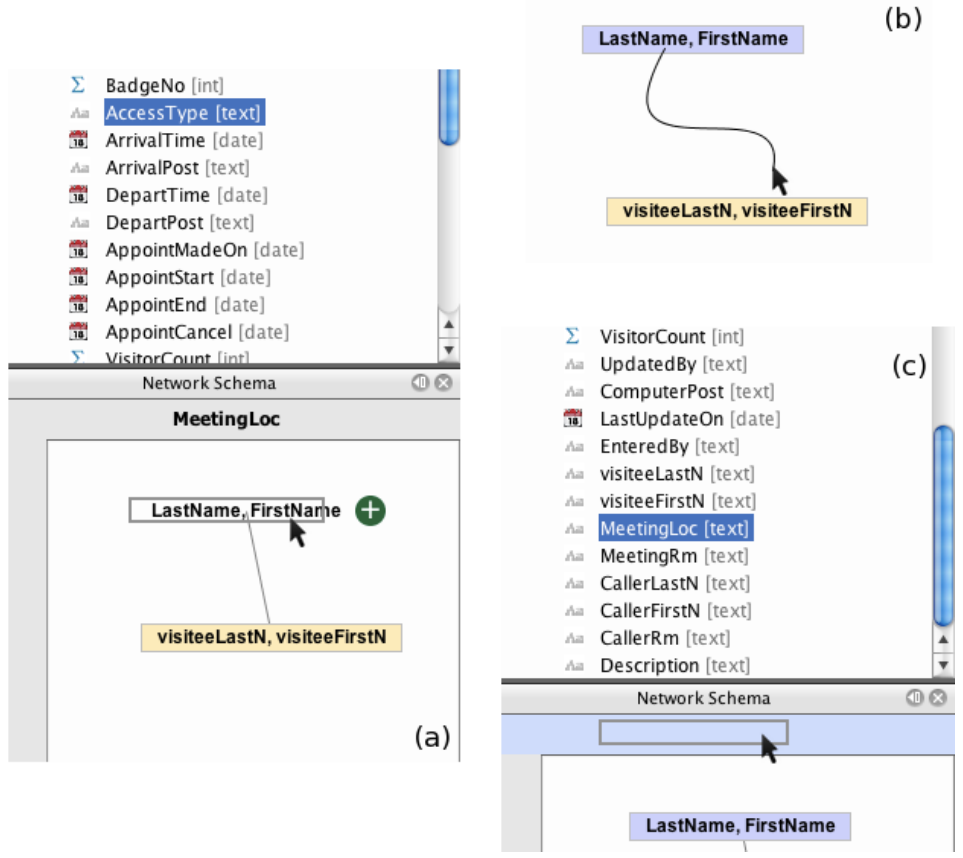 BadgeNo [int]
AccessType [text]
ArrivalTime [date]
ArrivalPost [text]
DepartTime [date]
DepartPost [text]
AppointMadeOn [date]
AppointStart [date]
AppointEnd [date]
AppointCancel [date]
VisitorCount [int]
Network Schema
MeetingLoc
LastName, FirstName
visiteeLastN, visiteeFirstN
(a)
(b)
LastName, FirstName
visiteeLastN, visiteeFirstN
VisitorCount [int]
(c)
UpdatedBy [text]
ComputerPost [text]
LastUpdateOn [date]
EnteredBy [text]
visiteeLastN [text]
visiteeFirstN [text]
MeetingLoc [text]
MeetingRm [text]
CallerLastN [text]
CallerFirstN [text]
CallerRm [text]
Description [text]
Network Schema
LastName, FirstName